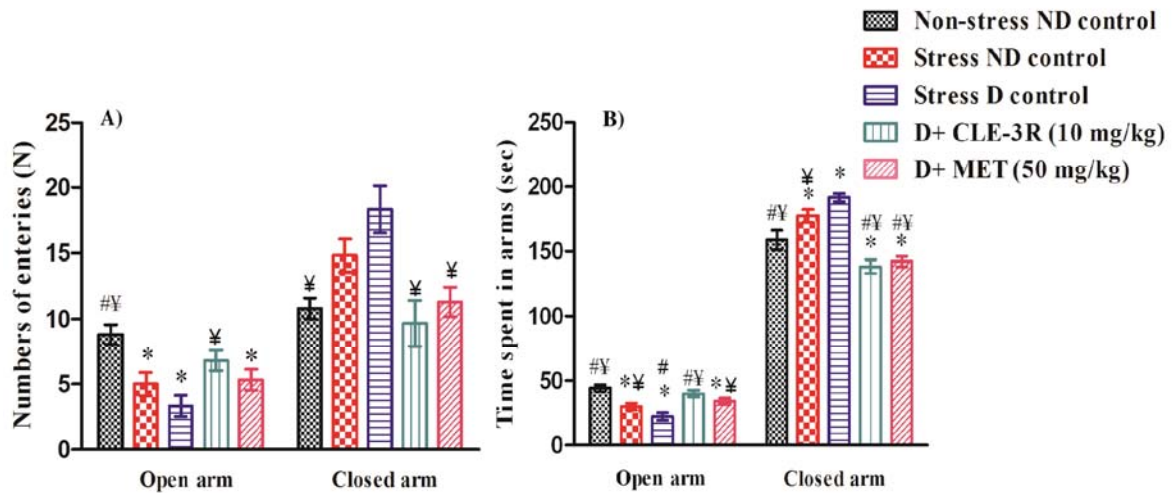 Non-stress ND control
Stress ND control
Stress D control
D+ CLE-3R (10 mg/kg)
D+ MET (50 mg/kg)
A)
Numbers of enteries (N)
25
20
15
10
5
0
#¥
*
*
¥
*
¥
¥
¥
Open arm
Closed arm
B)
Time spent in arms (sec)
250
200
150
100
50
0
#¥
*¥
#
*
#¥
*¥
#¥
¥
*
*
#¥
*
#¥
*
Open arm
Closed arm